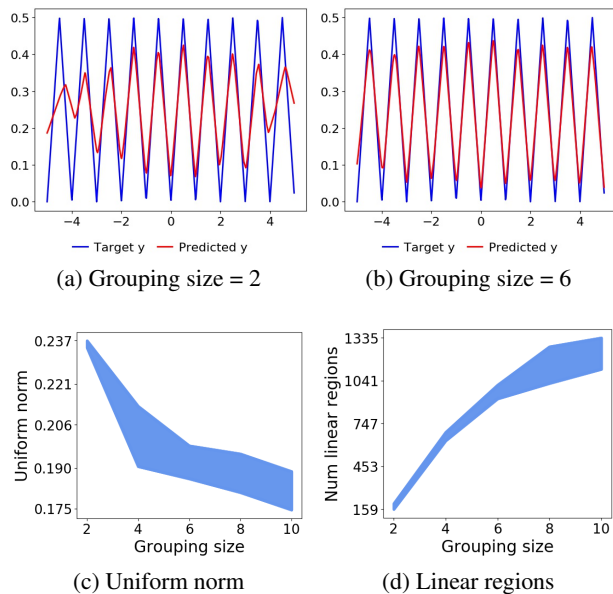 0.5
0.4
0.3
0.2
0.1
0.0
−4 −2 0 2 4
Target y Predicted y
(a) Grouping size = 2
0.5
0.4
0.3
0.2
0.1
0.0
−4 −2 0 2 4
Target y Predicted y
(b) Grouping size = 6
Uniform norm
0.237
0.221
0.206
0.190
0.175
2 4 6 8 10
Grouping size
(c) Uniform norm
Num linear regions
1335
1041
747
453
159
2 4 6 8 10
Grouping size
(d) Linear regions